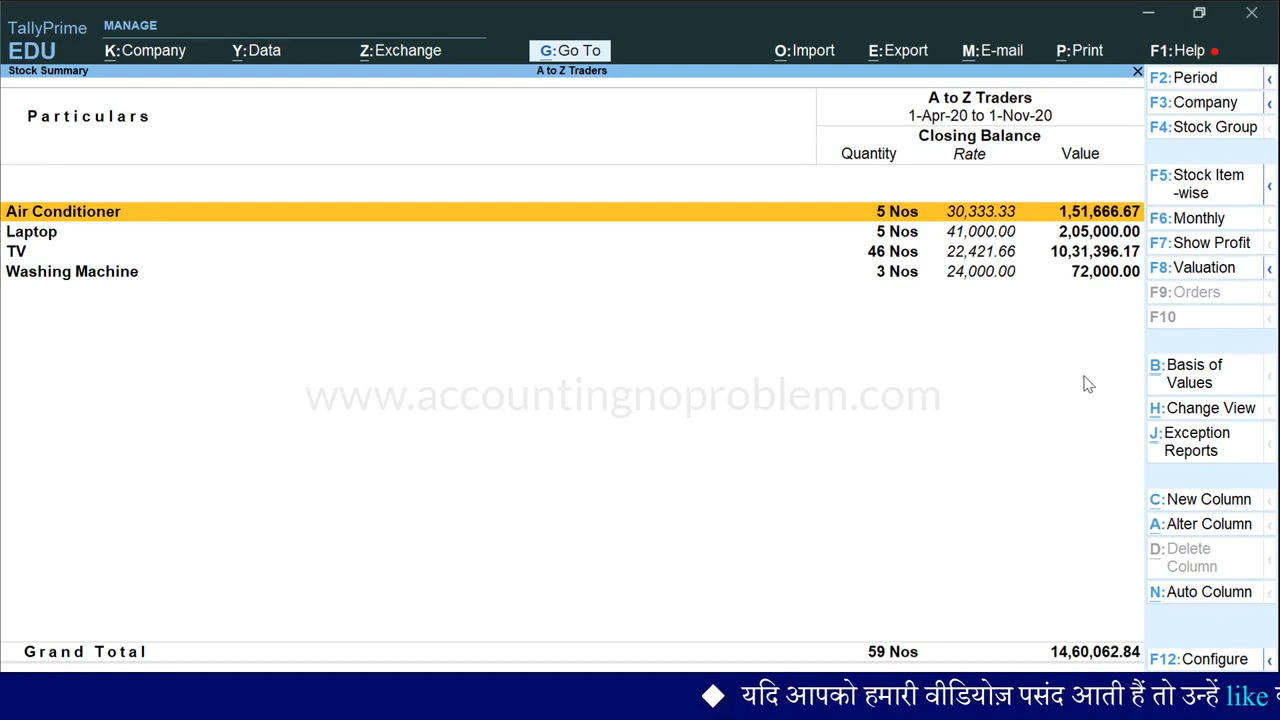 TallyPrime MANAGE
EDU K:Company Y:Data Z:Exchange G:Go To O:Import E:Export M:E-mail P:Print F1:Help
Stock Summary A to Z Traders
Particulars
A to Z Traders
1-Apr-20 to 1-Nov-20
Closing Balance
Quantity Rate Value
Air Conditioner 5 Nos 30,333.33 1,51,666.67
Laptop 5 Nos 41,000.00 2,05,000.00
TV 46 Nos 22,421.66 10,31,396.17
Washing Machine 3 Nos 24,000.00 72,000.00
www.accountingnoproblem.com
Grand Total 59 Nos 14,60,062.84
F2:Period
F3:Company
F4:Stock Group
F5:Stock Item
-wise
F6:Monthly
F7:Show Profit
F8:Valuation
F9:Orders
F10
B:Basis of
Values
H:Change View
J:Exception
Reports
C:New Column
A:Alter Column
D:Delete
Column
N:Auto Column
F12:Configure
यदि आपको हमारी वीडियोज़ पसंद आती हैं तो उन्हें like